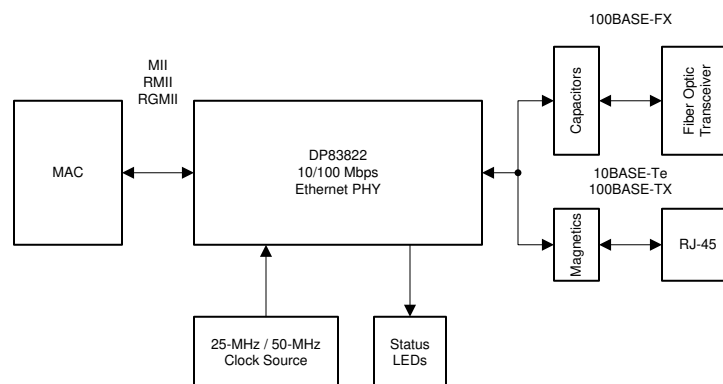 100BASE-FX
MII
RMII
RGMII
MAC
DP83822
10/100 Mbps
Ethernet PHY
Capacitors
Fiber Optic
Transceiver
10BASE-Te
100BASE-TX
Magnetics
RJ-45
25-MHz / 50-MHz
Clock Source
Status
LEDs